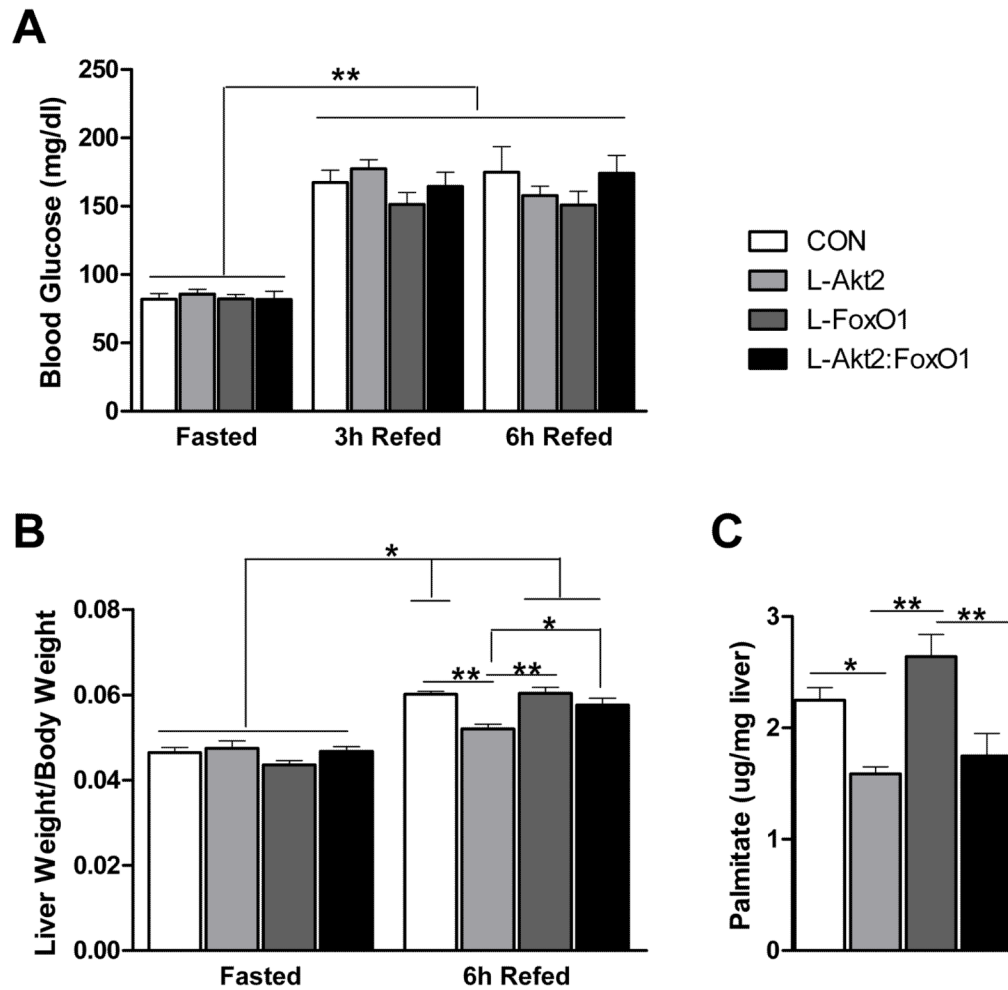 A
Blood Glucose (mg/dl)
250
200
150
100
50
0
**
Fasted
3h Refed
6h Refed
CON
L-Akt2
L-FoxO1
L-Akt2:FoxO1
B
Liver Weight/Body Weight
0.08
0.06
0.04
0.02
0.00
*
*
**
**
Fasted
6h Refed
C
Palmitate (ug/mg liver)
3
2
1
0
*
**
**